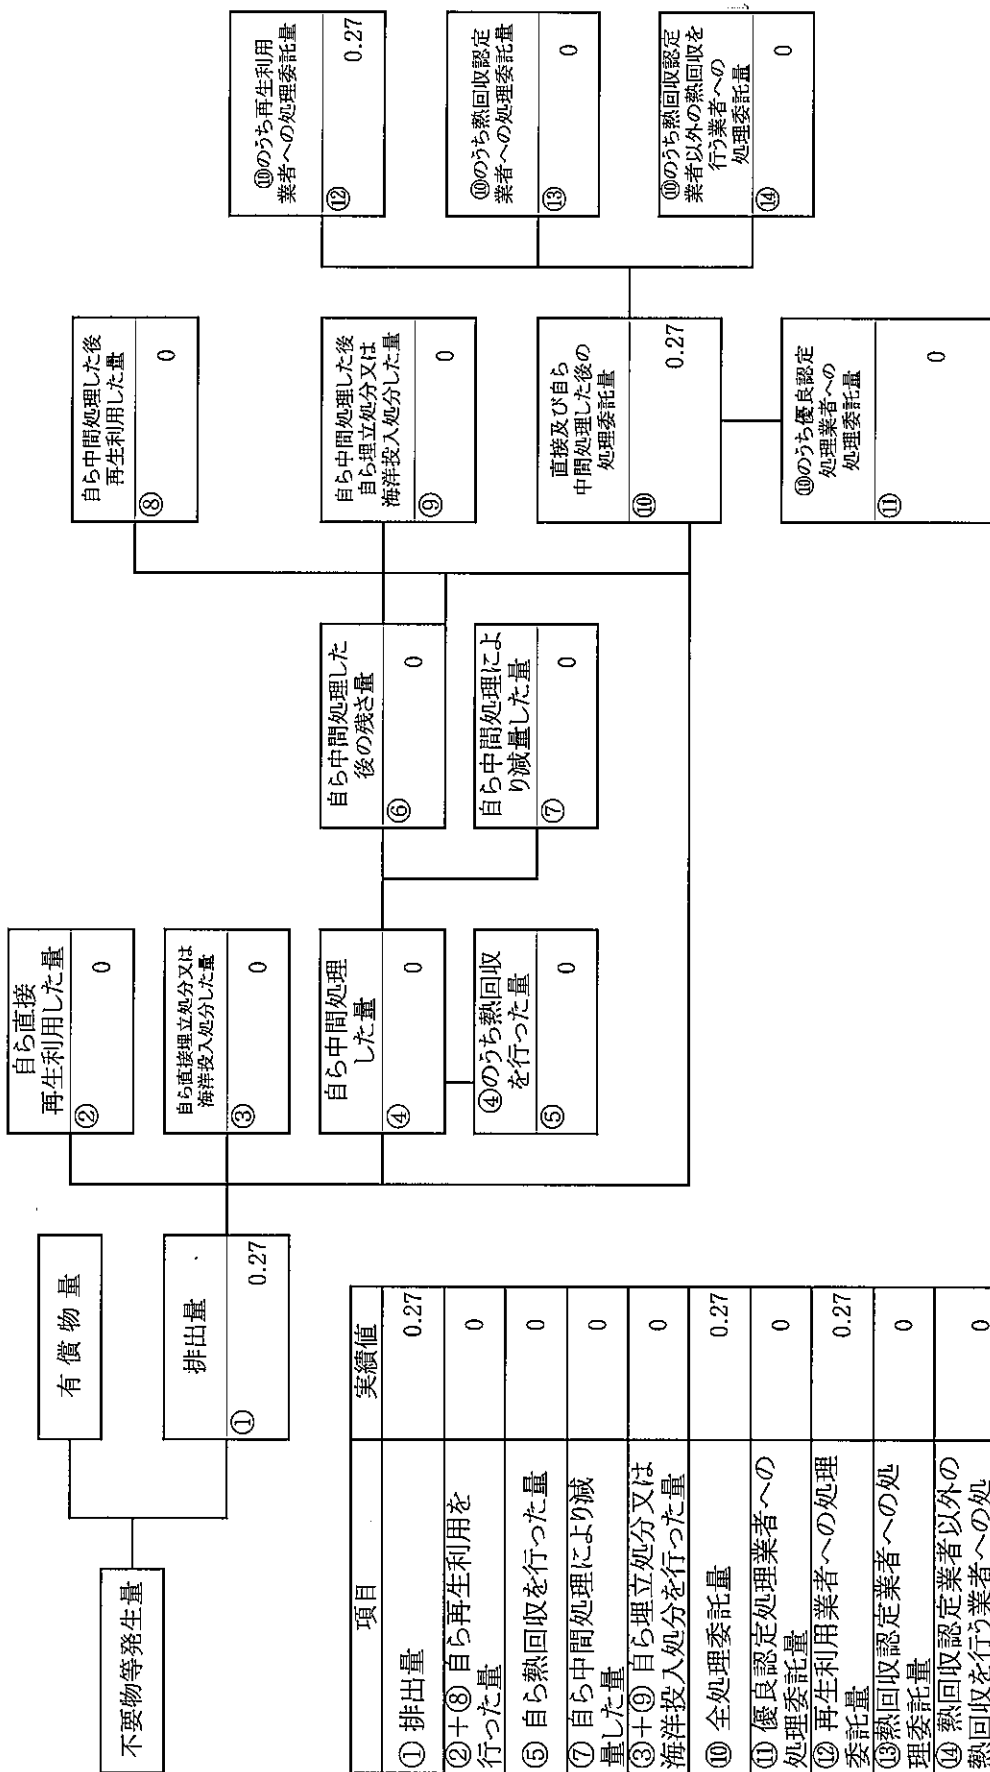 不要物等発生量
有償物量
排出量
①
0.27
自ら直接
再生利用した量
②
0
自ら直接埋立処分又は
海洋投入処分した量
③
0
自ら中間処理
した量
④
0
④のうち熱回収
を行った量
⑤
0
自ら中間処理した
後の残さ量
⑥
0
自ら中間処理によ
り減量した量
⑦
0
自ら中間処理した後
再生利用した量
⑧
0
自ら中間処理した後
自ら埋立処分又は
海洋投入処分した量
⑨
0
直接及び自ら
中間処理した後の
処理委託量
⑩
0.27
⑩のうち優良認定
処理業者への
処理委託量
⑪
0
⑩のうち再生利用
業者への処理委託量
⑫
0.27
⑩のうち熱回収認定
業者への処理委託量
⑬
0
⑩のうち熱回収認定
業者以外の熱回収を
行う業者への
処理委託量
⑭
0
項目 実績値
① 排出量 0.27
②+⑧ 自ら再生利用を
行った量 0
⑤ 自ら熱回収を行った量 0
⑦ 自ら中間処理により減
量した量 0
③+⑨ 自ら埋立処分又は
海洋投入処分を行った量 0
⑩ 全処理委託量 0.27
⑪ 優良認定処理業者への
処理委託量 0
⑫ 再生利用業者への処理
委託量 0.27
⑬熱回収認定業者への処
理委託量 0
⑭ 熱回収認定業者以外の
熱回収を行う業者への処 0